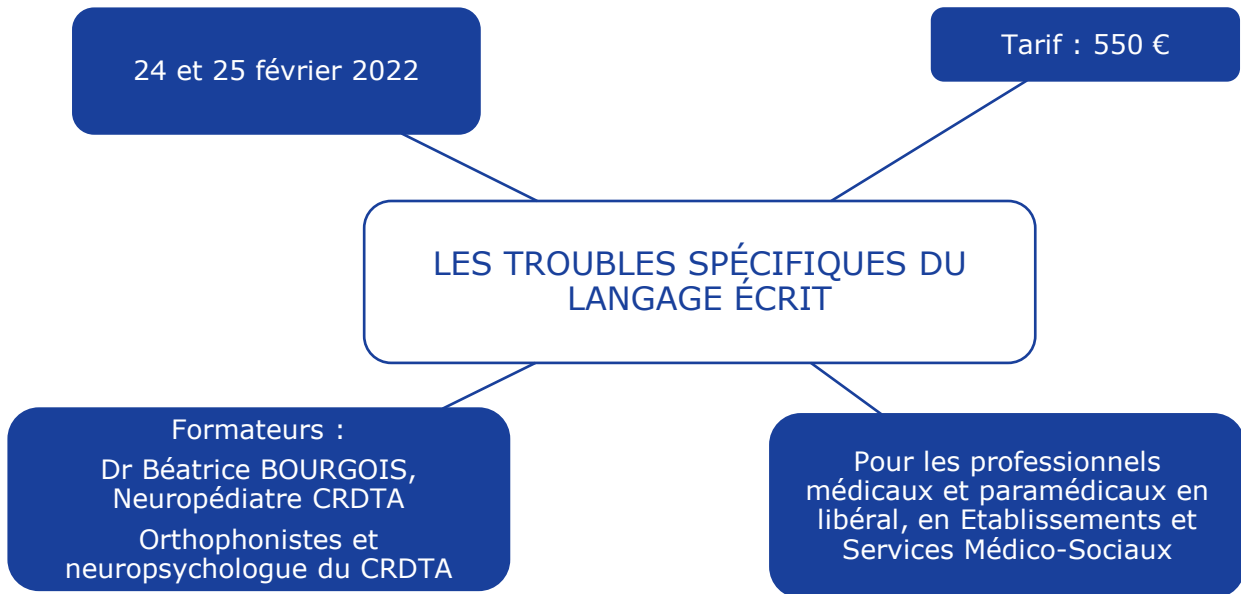 24 et 25 février 2022
Tarif : 550 €
LES TROUBLES SPÉCIFIQUES DU
LANGAGE ÉCRIT
Formateurs :
Dr Béatrice BOURGOIS,
Neuropédiatre CRDTA
Orthophonistes et
neuropsychologue du CRDTA
Pour les professionnels
médicaux et paramédicaux en
libéral, en Etablissements et
Services Médico-Sociaux